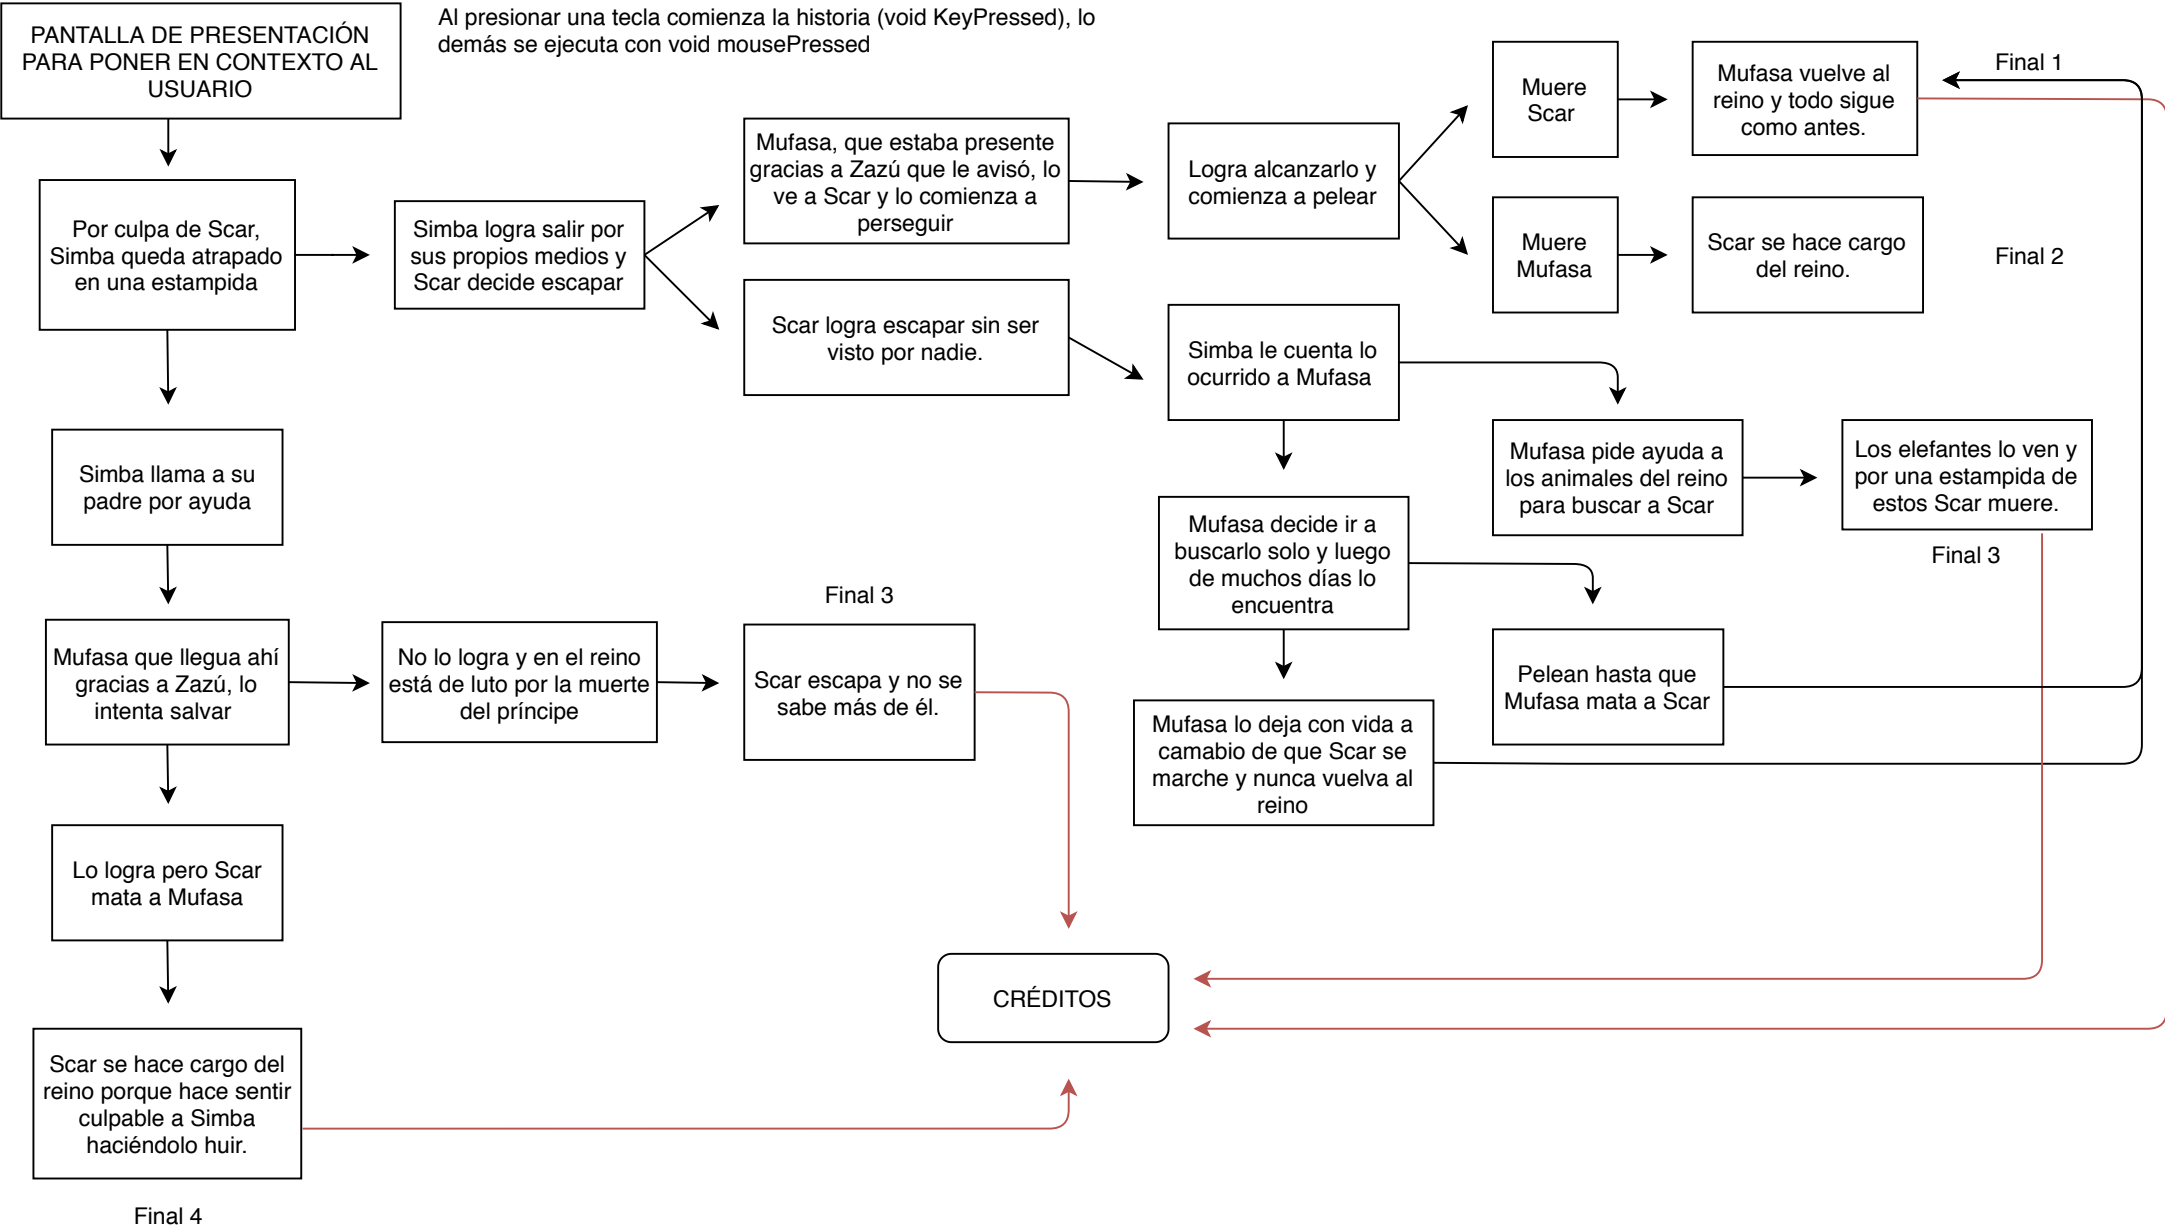 PANTALLA DE PRESENTACIÓN
PARA PONER EN CONTEXTO AL
USUARIO
Al presionar una tecla comienza la historia (void KeyPressed), lo
demás se ejecuta con void mousePressed
Por culpa de Scar,
Simba queda atrapado
en una estampida
Simba logra salir por
sus propios medios y
Scar decide escapar
Mufasa, que estaba presente
gracias a Zazú que le avisó, lo
ve a Scar y lo comienza a
perseguir
Logra alcanzarlo y
comienza a pelear
Muere
Scar
Mufasa vuelve al
reino y todo sigue
como antes.
Final 1
Muere
Mufasa
Scar se hace cargo
del reino.
Final 2
Scar logra escapar sin ser
visto por nadie.
Simba le cuenta lo
ocurrido a Mufasa
Mufasa pide ayuda a
los animales del reino
para buscar a Scar
Los elefantes lo ven y
por una estampida de
estos Scar muere.
Final 3
Mufasa decide ir a
buscarlo solo y luego
de muchos días lo
encuentra
Pelean hasta que
Mufasa mata a Scar
Mufasa lo deja con vida a
camabio de que Scar se
marche y nunca vuelva al
reino
Simba llama a su
padre por ayuda
Mufasa que llegua ahí
gracias a Zazú, lo
intenta salvar
No lo logra y en el reino
está de luto por la muerte
del príncipe
Final 3
Scar escapa y no se
sabe más de él.
Lo logra pero Scar
mata a Mufasa
CRÉDITOS
Scar se hace cargo del
reino porque hace sentir
culpable a Simba
haciéndolo huir.
Final 4